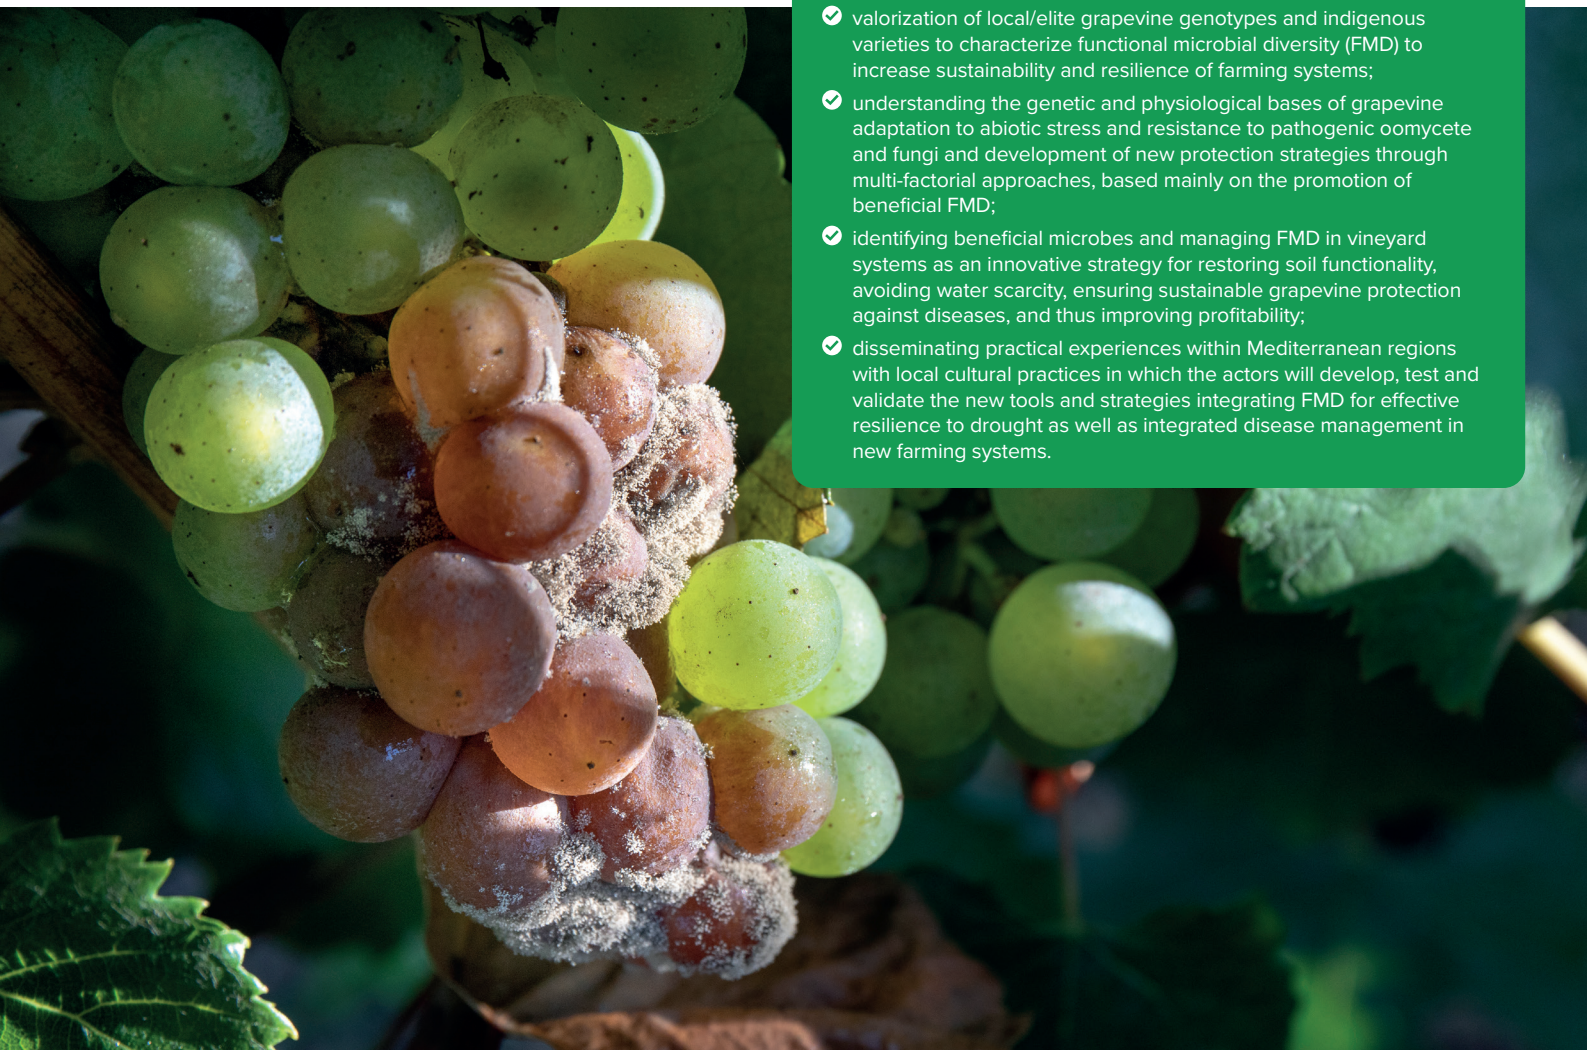 valorization of local/elite grapevine genotypes and indigenous
varieties to characterize functional microbial diversity (FMD) to
increase sustainability and resilience of farming systems;
understanding the genetic and physiological bases of grapevine
adaptation to abiotic stress and resistance to pathogenic oomycete
and fungi and development of new protection strategies through
multi-factorial approaches, based mainly on the promotion of
beneficial FMD;
identifying beneficial microbes and managing FMD in vineyard
systems as an innovative strategy for restoring soil functionality,
avoiding water scarcity, ensuring sustainable grapevine protection
against diseases, and thus improving profitability;
disseminating practical experiences within Mediterranean regions
with local cultural practices in which the actors will develop, test and
validate the new tools and strategies integrating FMD for effective
resilience to drought as well as integrated disease management in
new farming systems.